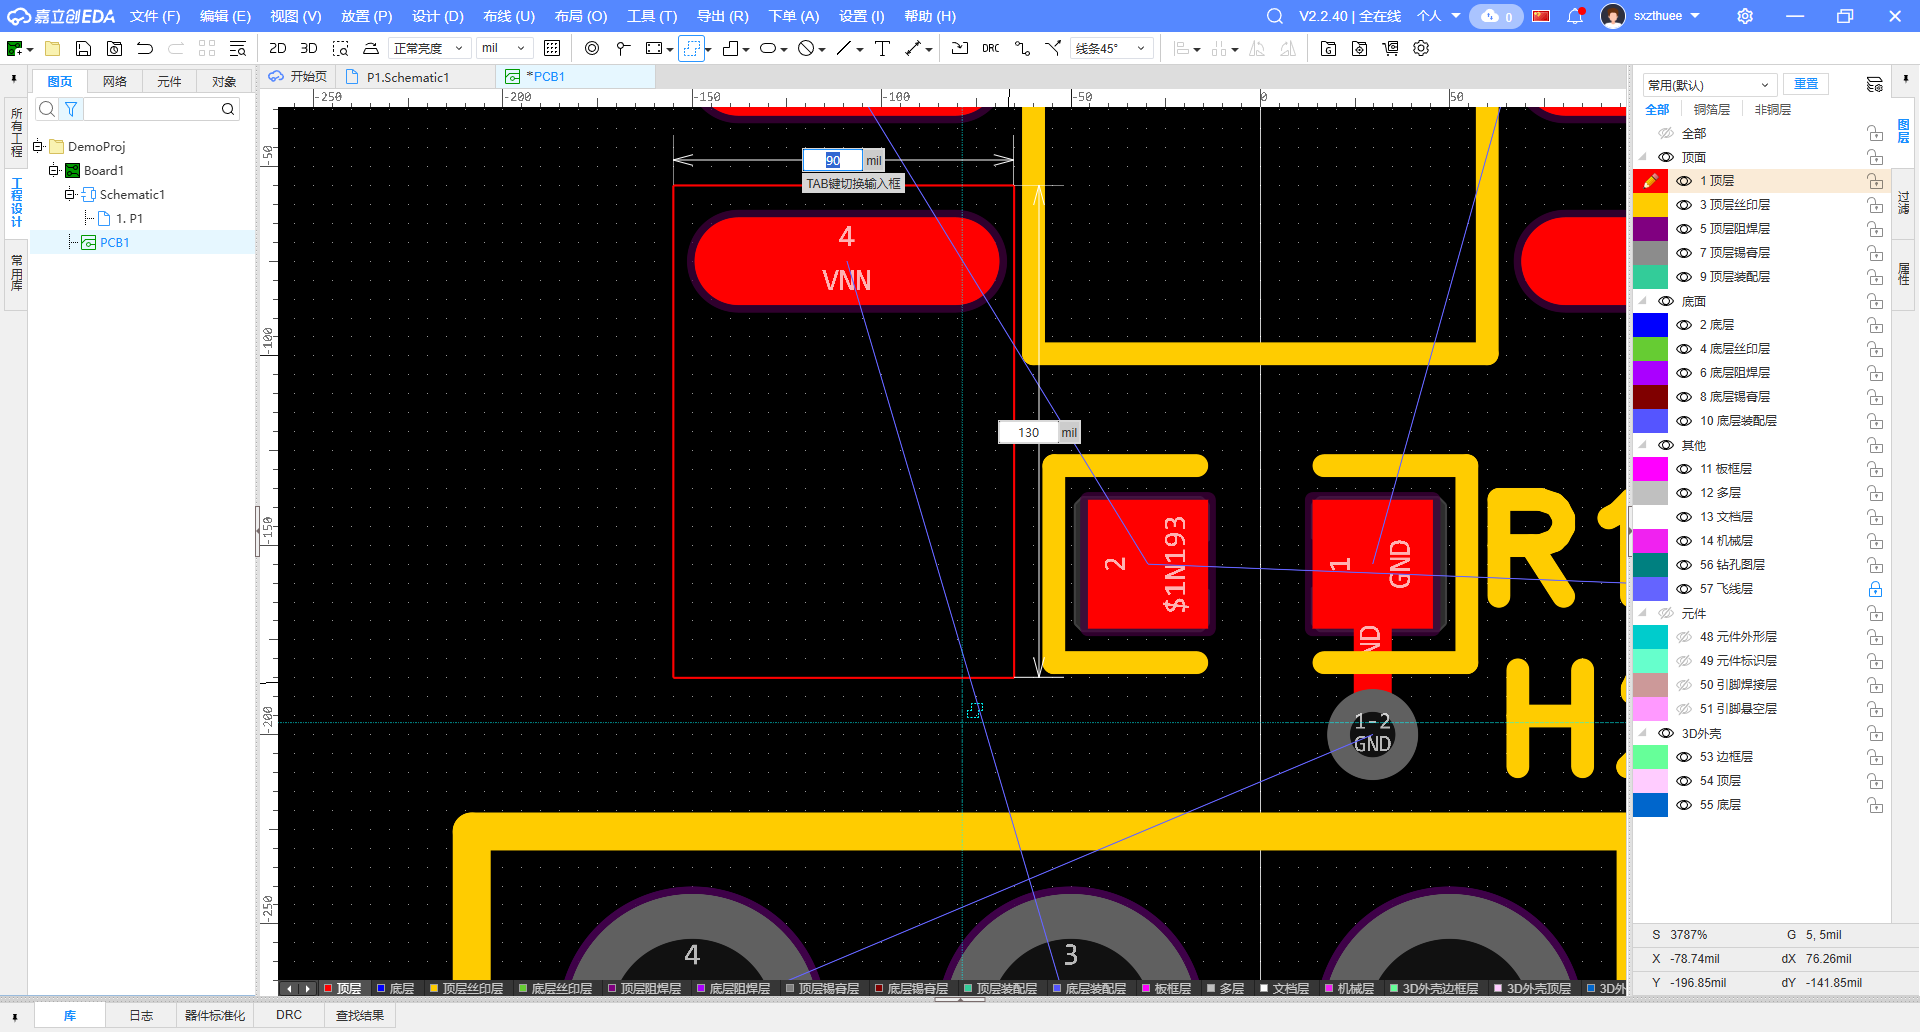 嘉立创EDA 文件 (F) 编辑 (E) 视图 (V) 放置 (P) 设计 (D) 布线 (U) 布局 (O) 工具 (T) 导出 (R) 下单 (A) 设置 (I) 帮助 (H) V2.2.40 | 全在线 个人 0 sxzthuee
2D 3D 正常亮度 mil DRC 线条45°
图页 网络 元件 对象
开始页 P1.Schematic1 *PCB1
常用(默认) 重置
全部 铜箔层 非铜层
所有工程
工程设计
常用库
DemoProj
Board1
Schematic1
1. P1
PCB1
-250 -200 -150 -100 -50 0 50
-50
-100
-150
-200
-250
90 mil
TAB键切换输入框
130 mil
4
VNN
2
$1N193
1
GND
ND
1-2
GND
R1
H
4
3
图层
过滤
属性
全部
顶面
1 顶层
3 顶层丝印层
5 顶层阻焊层
7 顶层锡膏层
9 顶层装配层
底面
2 底层
4 底层丝印层
6 底层阻焊层
8 底层锡膏层
10 底层装配层
其他
11 板框层
12 多层
13 文档层
14 机械层
56 钻孔图层
57 飞线层
元件
48 元件外形层
49 元件标识层
50 引脚焊接层
51 引脚悬空层
3D外壳
53 边框层
54 顶层
55 底层
S 3787% G 5, 5mil
X -78.74mil dX 76.26mil
Y -196.85mil dY -141.85mil
顶层 底层 顶层丝印层 底层丝印层 顶层阻焊层 底层阻焊层 顶层锡膏层 底层锡膏层 顶层装配层 底层装配层 板框层 多层 文档层 机械层 3D外壳边框层 3D外壳顶层 3D外
库 日志 器件标准化 DRC 查找结果